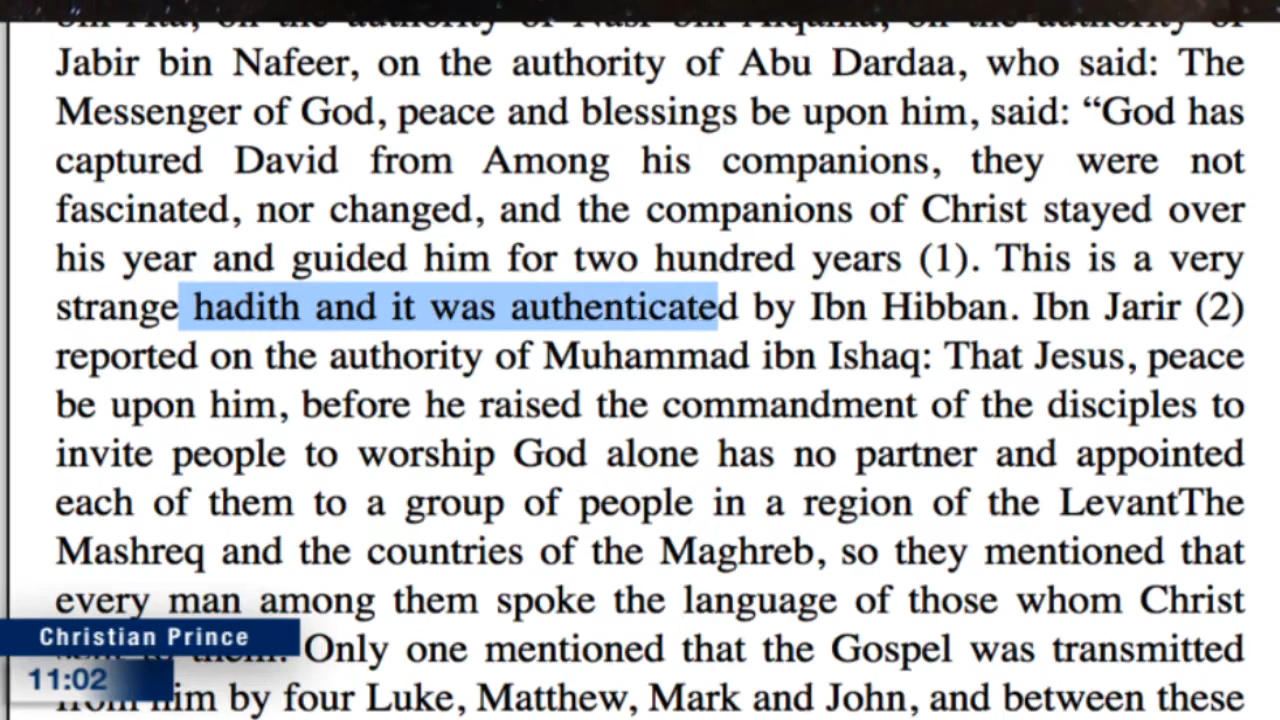 Jabir bin Nafeer, on the authority of Abu Dardaa, who said: The
Messenger of God, peace and blessings be upon him, said: “God has
captured David from Among his companions, they were not
fascinated, nor changed, and the companions of Christ stayed over
his year and guided him for two hundred years (1). This is a very
strange hadith and it was authenticated by Ibn Hibban. Ibn Jarir (2)
reported on the authority of Muhammad ibn Ishaq: That Jesus, peace
be upon him, before he raised the commandment of the disciples to
invite people to worship God alone has no partner and appointed
each of them to a group of people in a region of the LevantThe
Mashreq and the countries of the Maghreb, so they mentioned that
every man among them spoke the language of those whom Christ
Christian Prince
them. Only one mentioned that the Gospel was transmitted
11:02
him by four Luke, Matthew, Mark and John, and between these